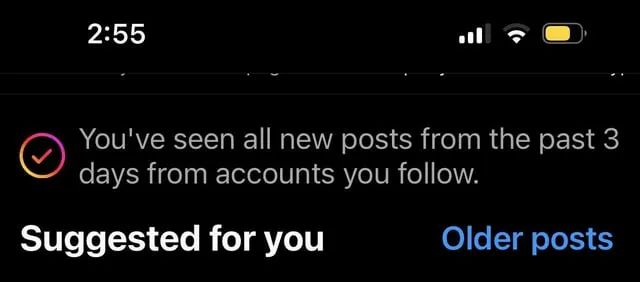 2:55
You've seen all new posts from the past 3
days from accounts you follow.
Suggested for you
Older posts